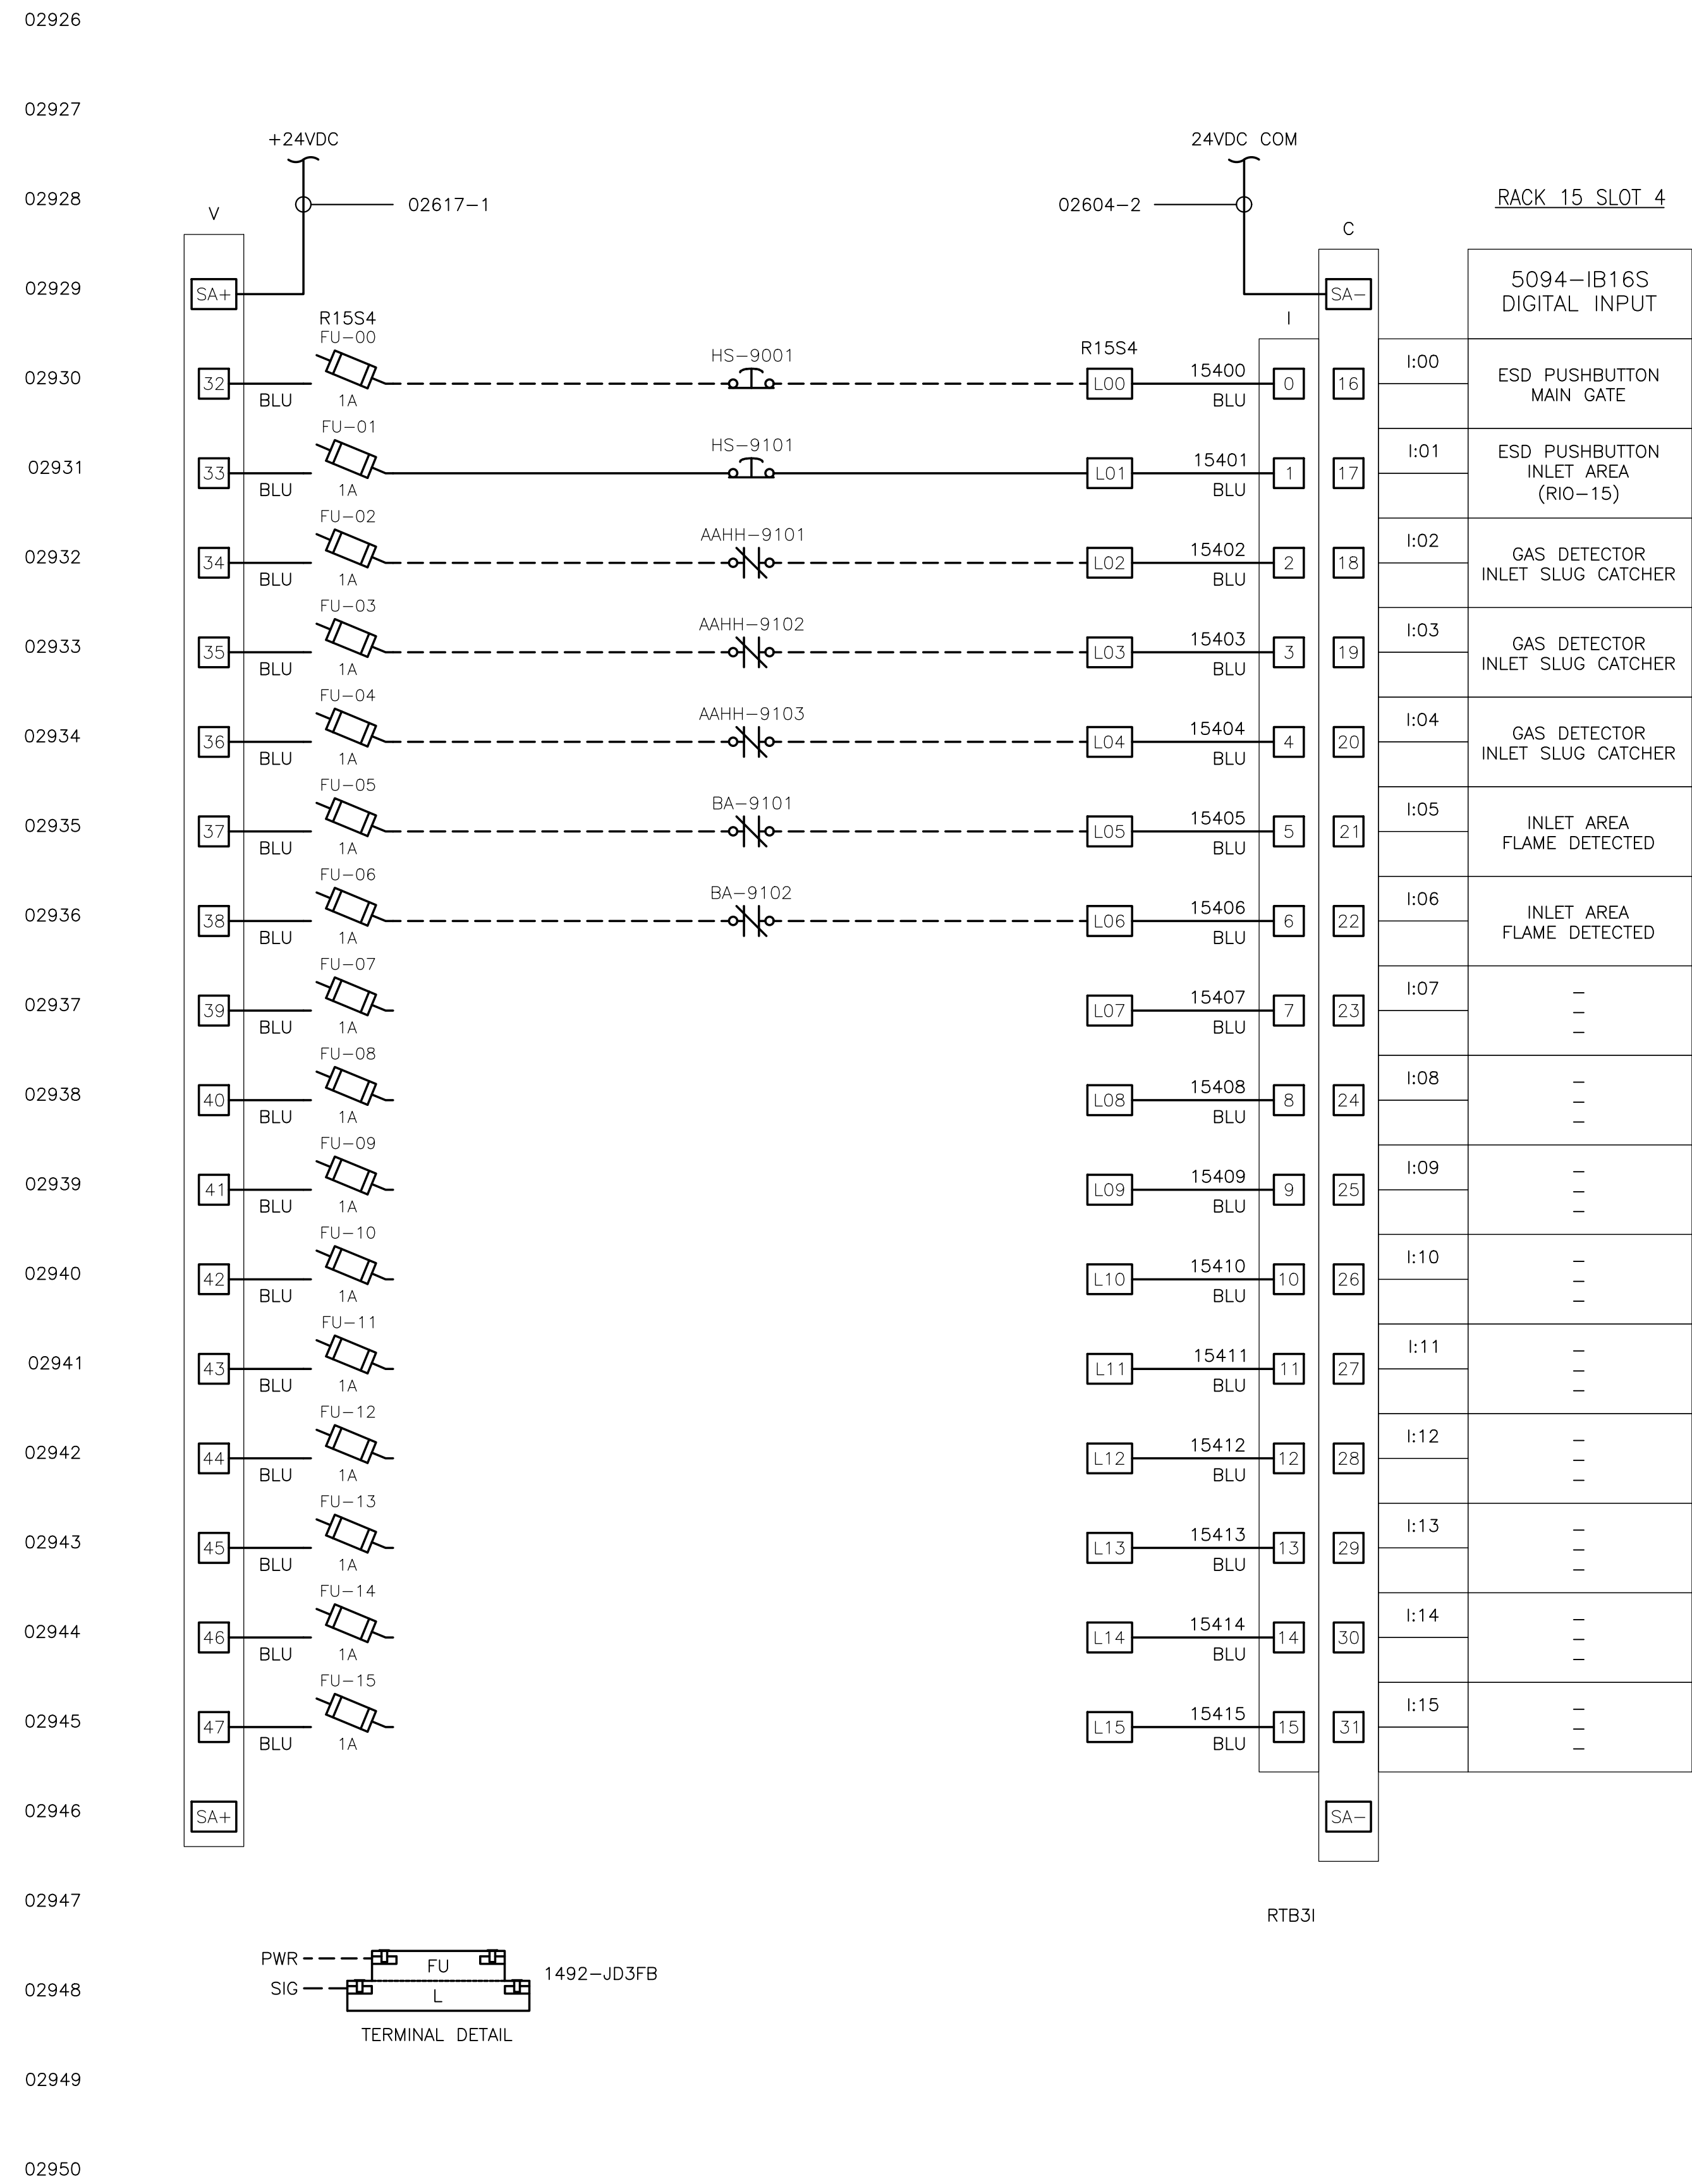 02926
02927
+24VDC 24VDC COM
02928 V 02617-1 02604-2 C RACK 15 SLOT 4
02929 SA+ SA- 5094-IB16S
DIGITAL INPUT
R15S4 I
FU-00 HS-9001 R15S4
02930 32 BLU 1A L00 15400 BLU 0 16 I:00 ESD PUSHBUTTON
MAIN GATE
FU-01 HS-9101
02931 33 BLU 1A L01 15401 BLU 1 17 I:01 ESD PUSHBUTTON
INLET AREA
(RIO-15)
FU-02 AAHH-9101
02932 34 BLU 1A L02 15402 BLU 2 18 I:02 GAS DETECTOR
INLET SLUG CATCHER
FU-03 AAHH-9102
02933 35 BLU 1A L03 15403 BLU 3 19 I:03 GAS DETECTOR
INLET SLUG CATCHER
FU-04 AAHH-9103
02934 36 BLU 1A L04 15404 BLU 4 20 I:04 GAS DETECTOR
INLET SLUG CATCHER
FU-05 BA-9101
02935 37 BLU 1A L05 15405 BLU 5 21 I:05 INLET AREA
FLAME DETECTED
FU-06 BA-9102
02936 38 BLU 1A L06 15406 BLU 6 22 I:06 INLET AREA
FLAME DETECTED
FU-07
02937 39 BLU 1A L07 15407 BLU 7 23 I:07 –
–
–
FU-08
02938 40 BLU 1A L08 15408 BLU 8 24 I:08 –
–
–
FU-09
02939 41 BLU 1A L09 15409 BLU 9 25 I:09 –
–
–
FU-10
02940 42 BLU 1A L10 15410 BLU 10 26 I:10 –
–
–
FU-11
02941 43 BLU 1A L11 15411 BLU 11 27 I:11 –
–
–
FU-12
02942 44 BLU 1A L12 15412 BLU 12 28 I:12 –
–
–
FU-13
02943 45 BLU 1A L13 15413 BLU 13 29 I:13 –
–
–
FU-14
02944 46 BLU 1A L14 15414 BLU 14 30 I:14 –
–
–
FU-15
02945 47 BLU 1A L15 15415 BLU 15 31 I:15 –
–
–
02946 SA+ SA-
02947
RTB3I
PWR FU 1492-JD3FB
02948 SIG L
TERMINAL DETAIL
02949
02950